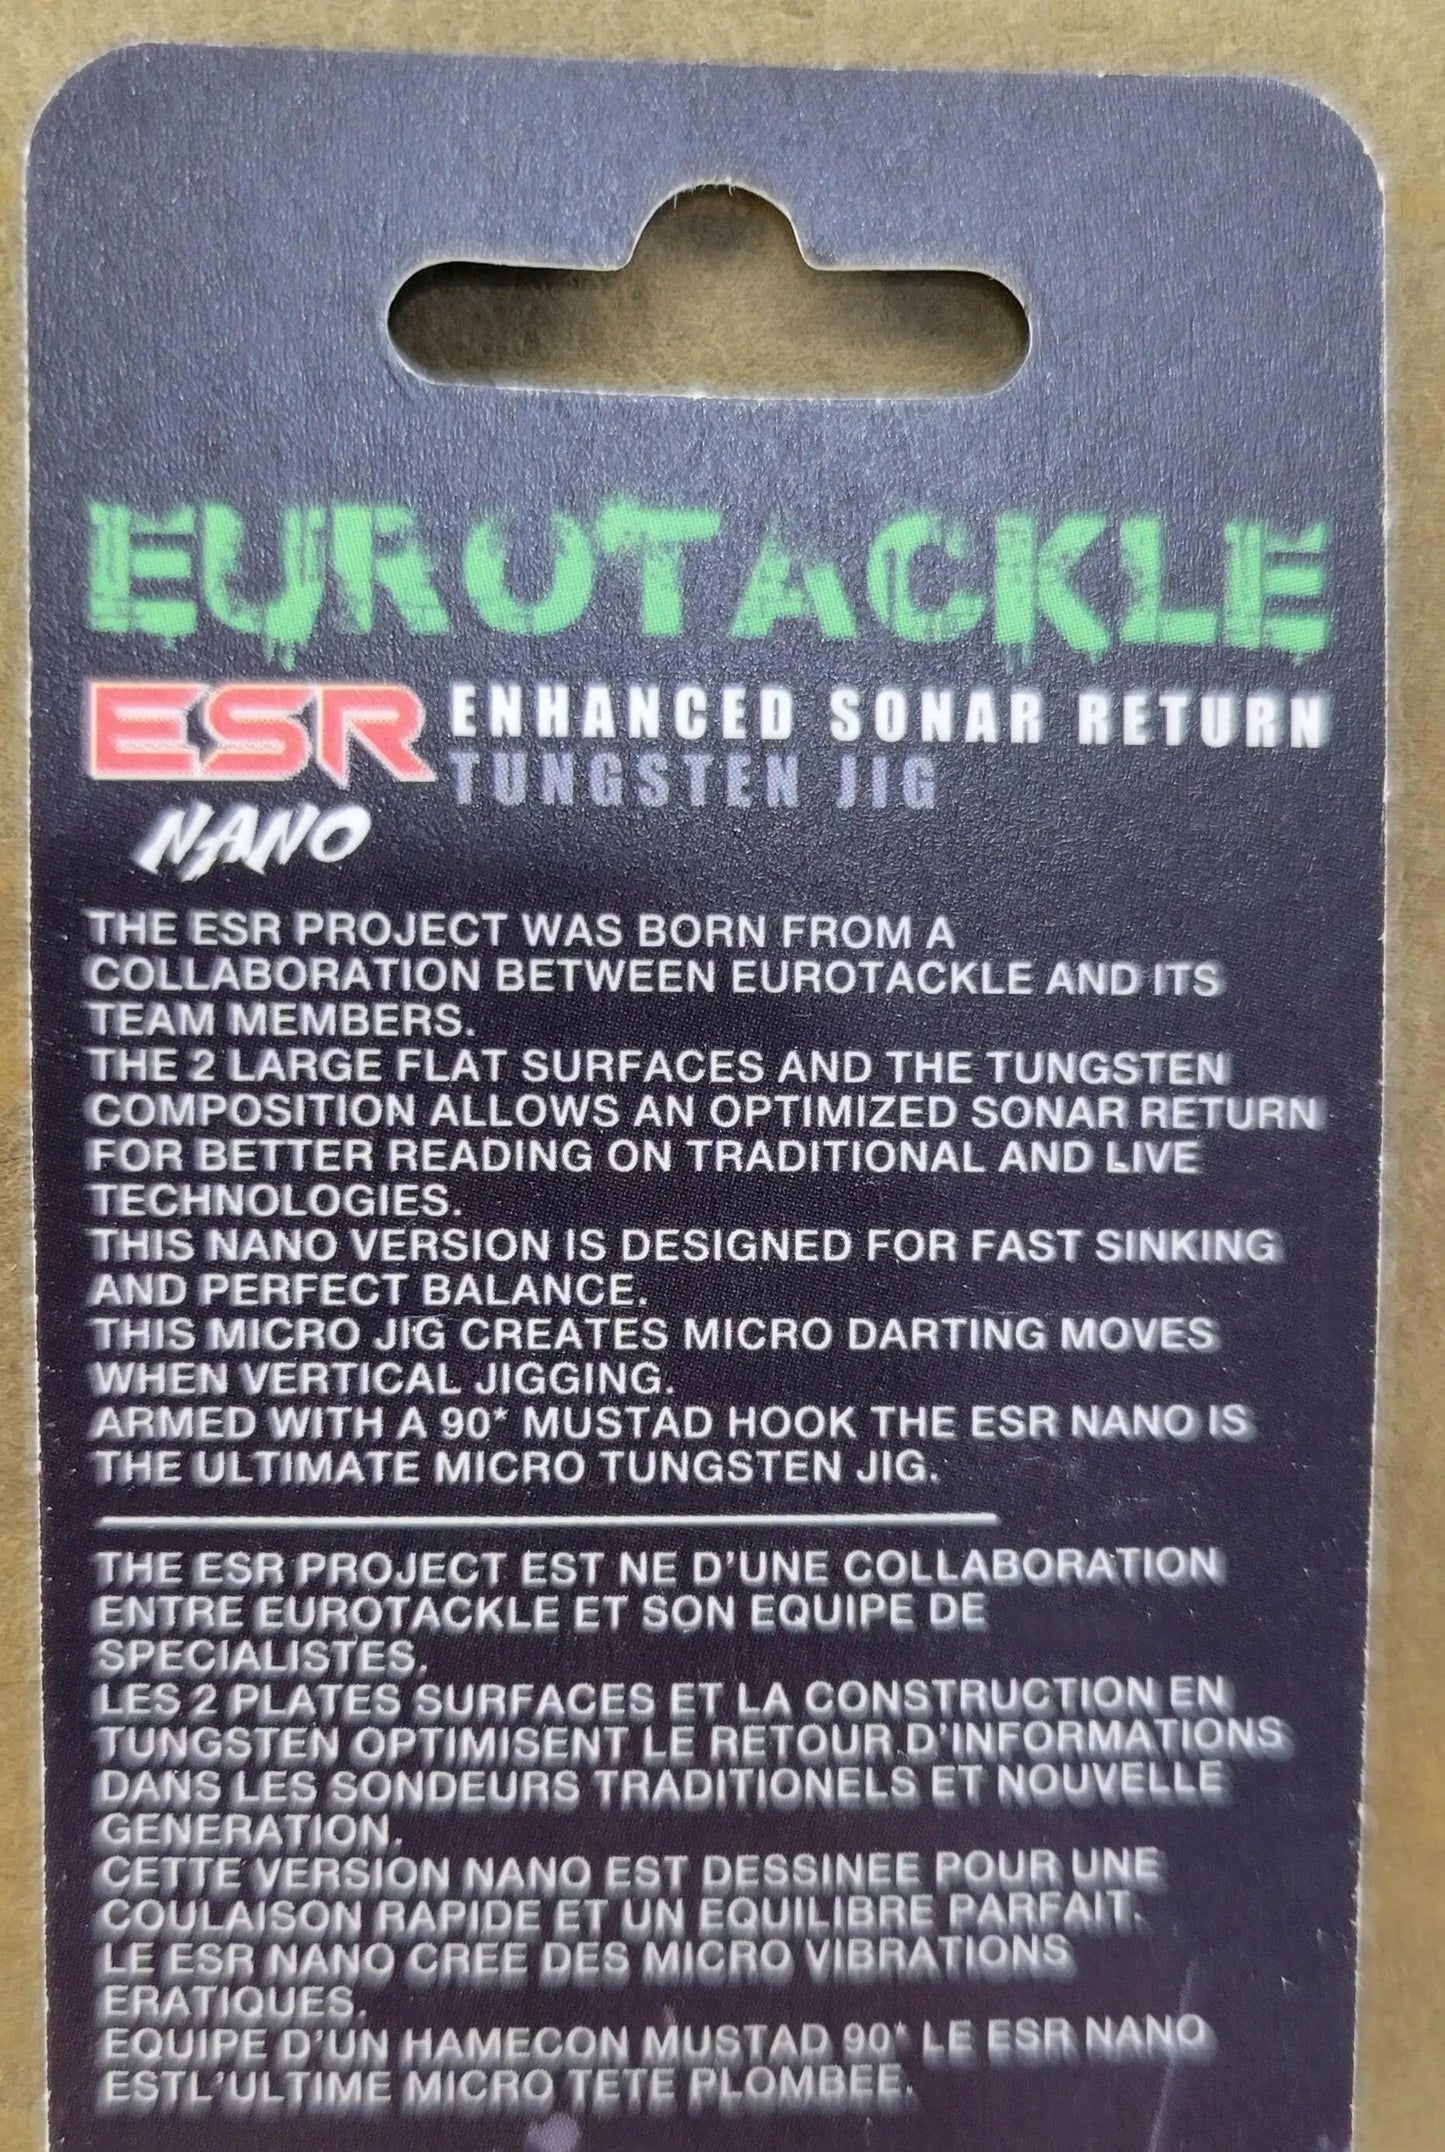 EUROTACKLE
ESR ENHANCED SONAR RETURN
TUNGSTEN JIG
NANO
THE ESR PROJECT WAS BORN FROM A
COLLABORATION BETWEEN EUROTACKLE AND ITS
TEAM MEMBERS.
THE 2 LARGE FLAT SURFACES AND THE TUNGSTEN
COMPOSITION ALLOWS AN OPTIMIZED SONAR RETURN
FOR BETTER READING ON TRADITIONAL AND LIVE
TECHNOLOGIES.
THIS NANO VERSION IS DESIGNED FOR FAST SINKING
AND PERFECT BALANCE.
THIS MICRO JIG CREATES MICRO DARTING MOVES
WHEN VERTICAL JIGGING.
ARMED WITH A 90* MUSTAD HOOK THE ESR NANO IS
THE ULTIMATE MICRO TUNGSTEN JIG.
THE ESR PROJECT EST NE D'UNE COLLABORATION
ENTRE EUROTACKLE ET SON EQUIPE DE
SPECIALISTES.
LES 2 PLATES SURFACES ET LA CONSTRUCTION EN
TUNGSTEN OPTIMISENT LE RETOUR D'INFORMATIONS
DANS LES SONDEURS TRADITIONELS ET NOUVELLE
GENERATION.
CETTE VERSION NANO EST DESSINEE POUR UNE
COULAISON RAPIDE ET UN EQUILIBRE PARFAIT.
LE ESR NANO CREE DES MICRO VIBRATIONS
ERATIQUES.
EQUIPE D'UN HAMECON MUSTAD 90* LE ESR NANO
ESTL'ULTIME MICRO TETE PLOMBEE.